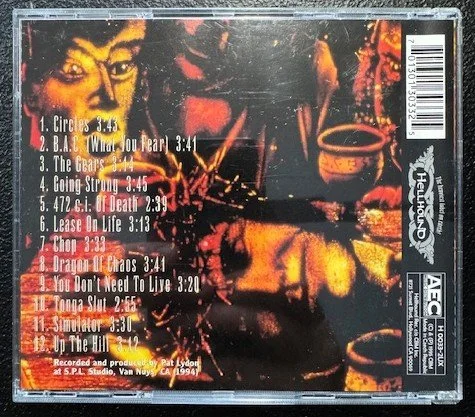 1. Circles 3:43
2. B.A.C. (What You Fear) 3:41
3. The Gears 3:14
4. Going Strong 3:45
5. 472 c.i. Of Death 2:39
6. Lease On Life 3:13
7. Chop 3:33
8. Dragon Of Chaos 3:41
9. You Don't Need To Live 3:20
10. Tonga Slut 2:55
11. Simulator 3:30
12. Up The Hill 3:12
Recorded and produced by Pat Lydon
at S.P.L. Studio, Van Nuys, CA (1994)
HELLHOUND
AEC
H 0033-2UX